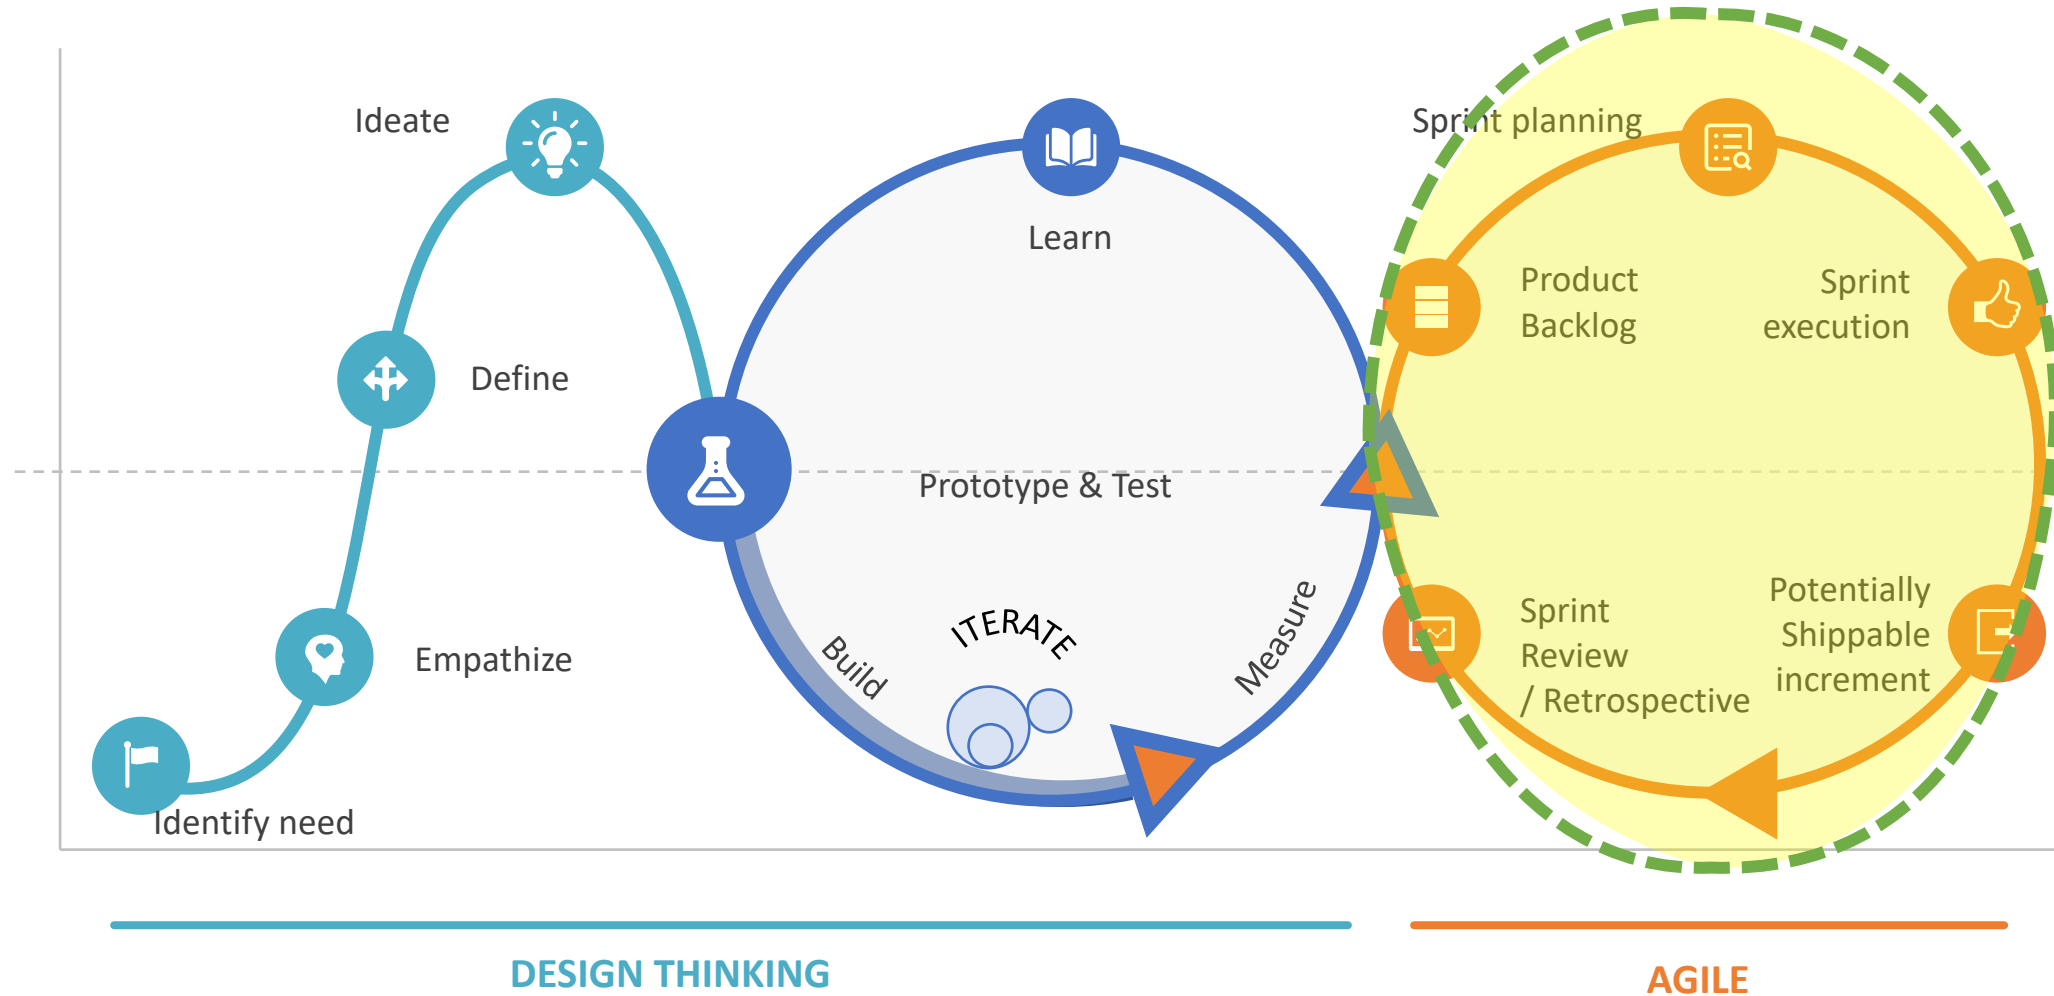 Ideate
Define
Empathize
Identify need
Learn
Prototype & Test
ITERATE
Build
Measure
Sprint planning
Product
Backlog
Sprint
execution
Sprint
Review
/ Retrospective
Potentially
Shippable
increment
DESIGN THINKING
AGILE